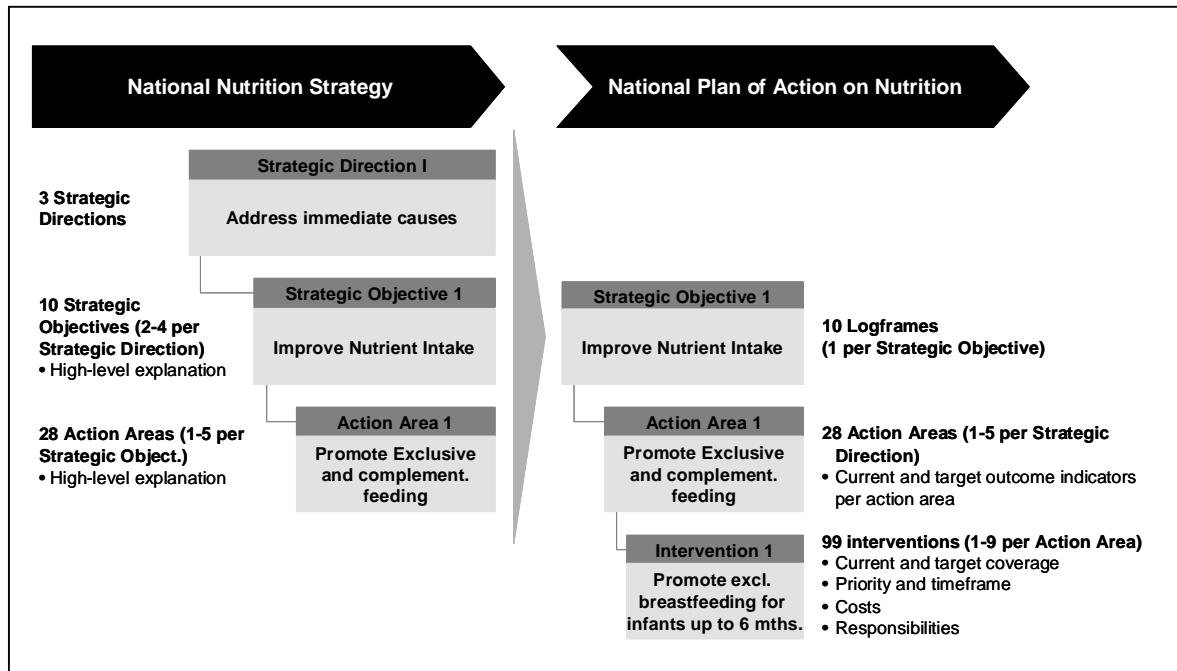 National Nutrition Strategy
National Plan of Action on Nutrition
3 Strategic
Directions
Strategic Direction I
Address immediate causes
10 Strategic
Objectives (2-4 per
Strategic Direction)
• High-level explanation
Strategic Objective 1
Improve Nutrient Intake
28 Action Areas (1-5 per
Strategic Object.)
• High-level explanation
Action Area 1
Promote Exclusive
and complement.
feeding
Strategic Objective 1
Improve Nutrient Intake
10 Logframes
(1 per Strategic Objective)
Action Area 1
Promote Exclusive
and complement.
feeding
28 Action Areas (1-5 per Strategic
Direction)
• Current and target outcome indicators
per action area
Intervention 1
Promote excl.
breastfeeding for
infants up to 6 mths.
99 interventions (1-9 per Action Area)
• Current and target coverage
• Priority and timeframe
• Costs
• Responsibilities